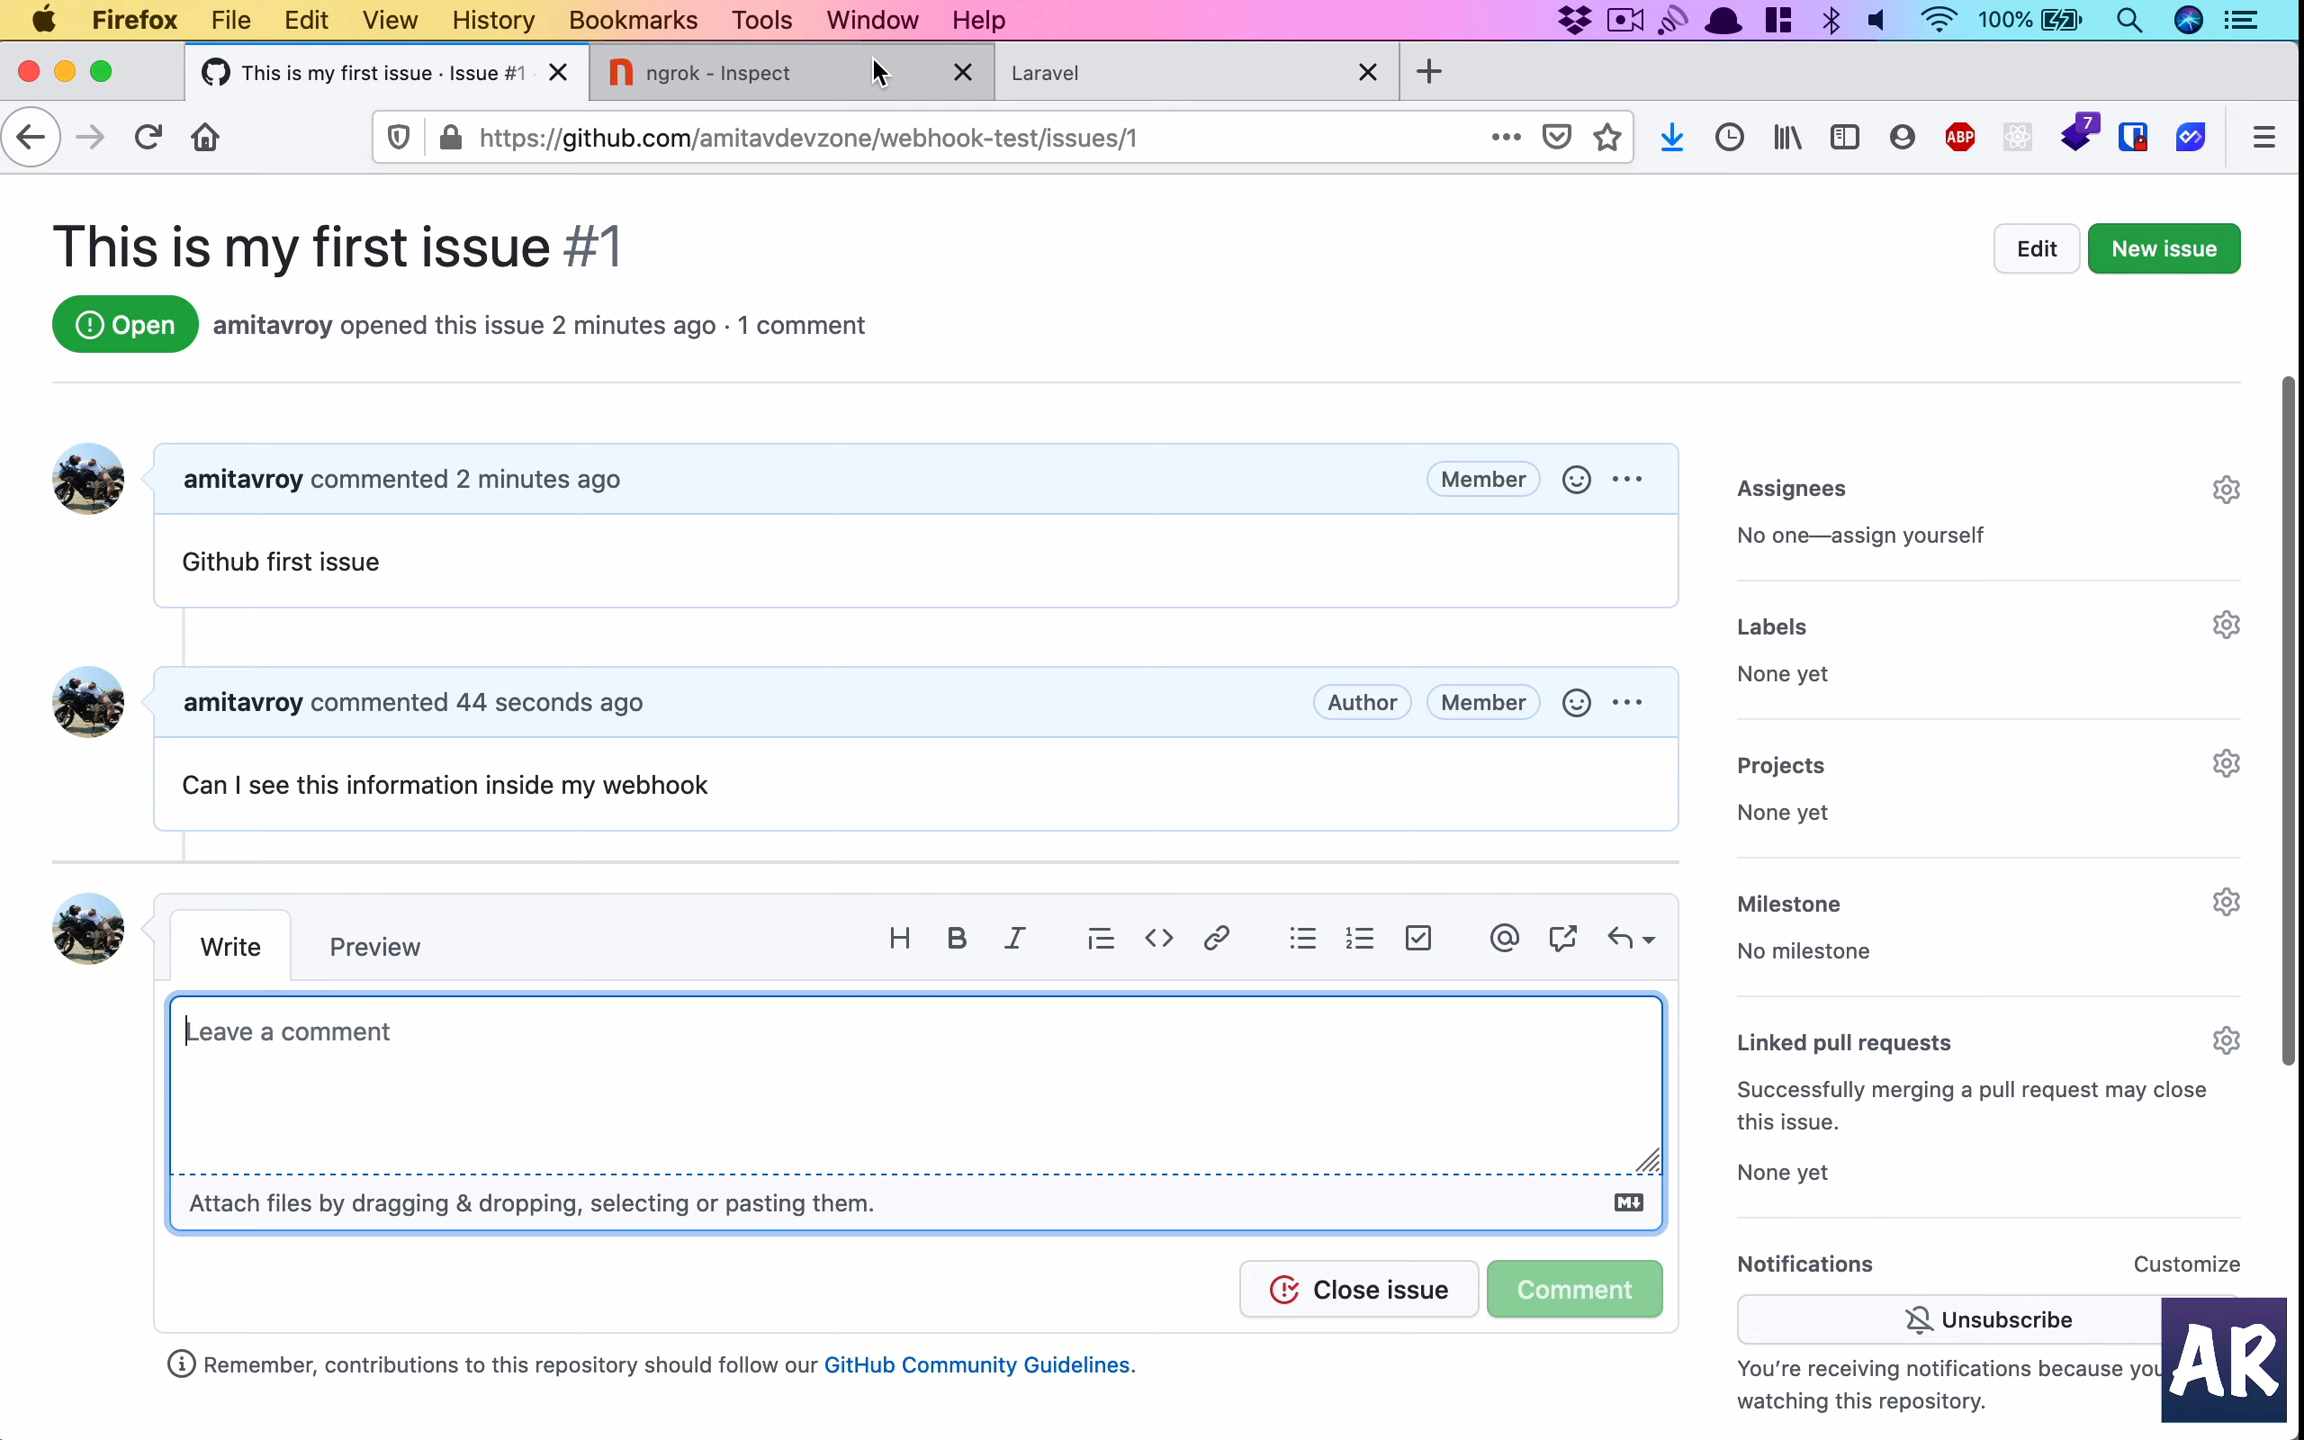 Firefox File Edit View History Bookmarks Tools Window Help 100%
This is my first issue · Issue #1 · ngrok - Inspect Laravel
https://github.com/amitavdevzone/webhook-test/issues/1 ABP 7
This is my first issue #1
Edit New issue
Open amitavroy opened this issue 2 minutes ago · 1 comment
amitavroy commented 2 minutes ago Member
Github first issue
amitavroy commented 44 seconds ago Author Member
Can I see this information inside my webhook
Write Preview
Leave a comment
Attach files by dragging & dropping, selecting or pasting them.
Close issue Comment
Remember, contributions to this repository should follow our GitHub Community Guidelines.
Assignees
No one—assign yourself
Labels
None yet
Projects
None yet
Milestone
No milestone
Linked pull requests
Successfully merging a pull request may close
this issue.
None yet
Notifications Customize
Unsubscribe
You’re receiving notifications because you
watching this repository.
AR